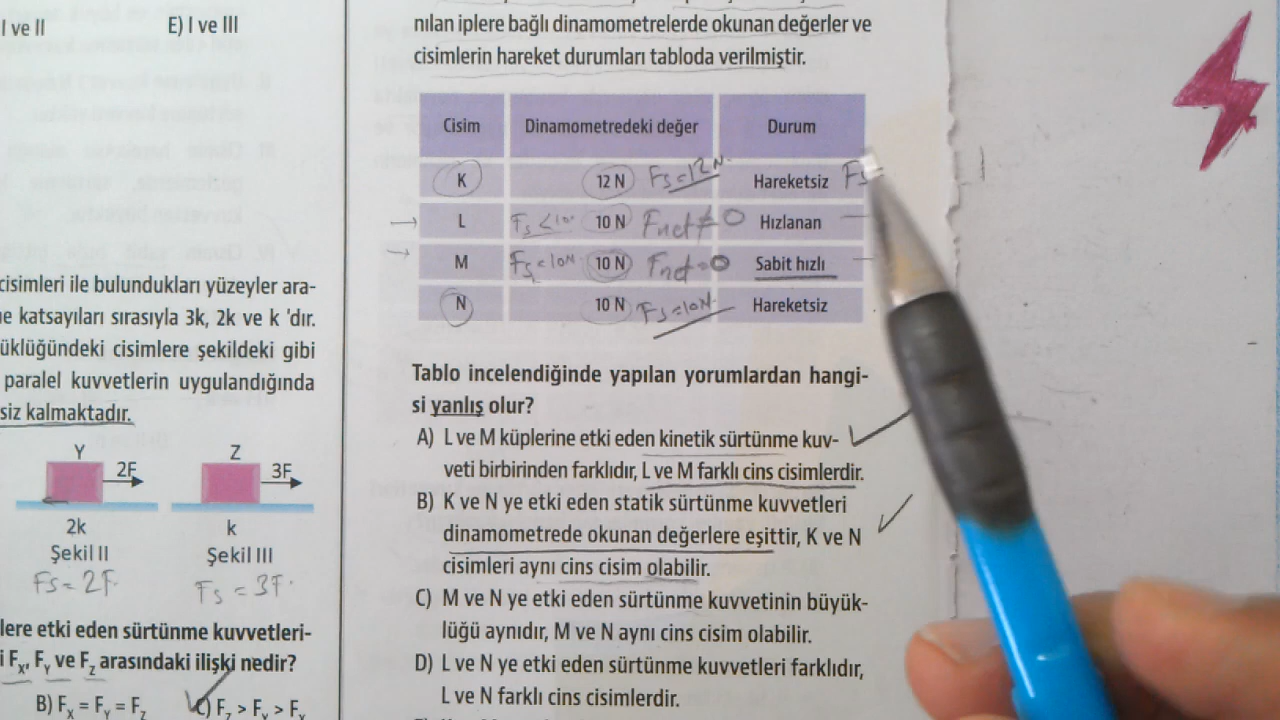 I ve II
E) I ve III
cisimleri ile bulundukları yüzeyler ara-
katsayıları sırasıyla 3k, 2k ve k 'dır.
cisimlere şekildeki gibi
paralel kuvvetlerin uygulandığında
kalmaktadır.
Y
2F
Z
3F
2k
k
Şekil II
Şekil III
Fs = 2F
Fs = 3F
etki eden sürtünme kuvvetleri-
Fx, FY ve Fz arasındaki ilişki nedir?
B) Fx = FY = Fz
C) Fz > FY > Fx
nılan iplere bağlı dinamometrelerde okunan değerler ve
cisimlerin hareket durumları tabloda verilmiştir.
Cisim Dinamometredeki değer Durum
K 12 N Fs=12N Hareketsiz Fs
L Fs<10 10 N Fnet≠0 Hızlanan
M Fs=10N 10 N Fnet=0 Sabit hızlı
N 10 N Fs=10N Hareketsiz
Tablo incelendiğinde yapılan yorumlardan hangi-
si yanlış olur?
A) L ve M küplerine etki eden kinetik sürtünme kuv-
veti birbirinden farklıdır, L ve M farklı cins cisimlerdir.
B) K ve N ye etki eden statik sürtünme kuvvetleri
dinamometrede okunan değerlere eşittir, K ve N
cisimleri aynı cins cisim olabilir.
C) M ve N ye etki eden sürtünme kuvvetinin büyük-
lüğü aynıdır, M ve N aynı cins cisim olabilir.
D) L ve N ye etki eden sürtünme kuvvetleri farklıdır,
L ve N farklı cins cisimlerdir.